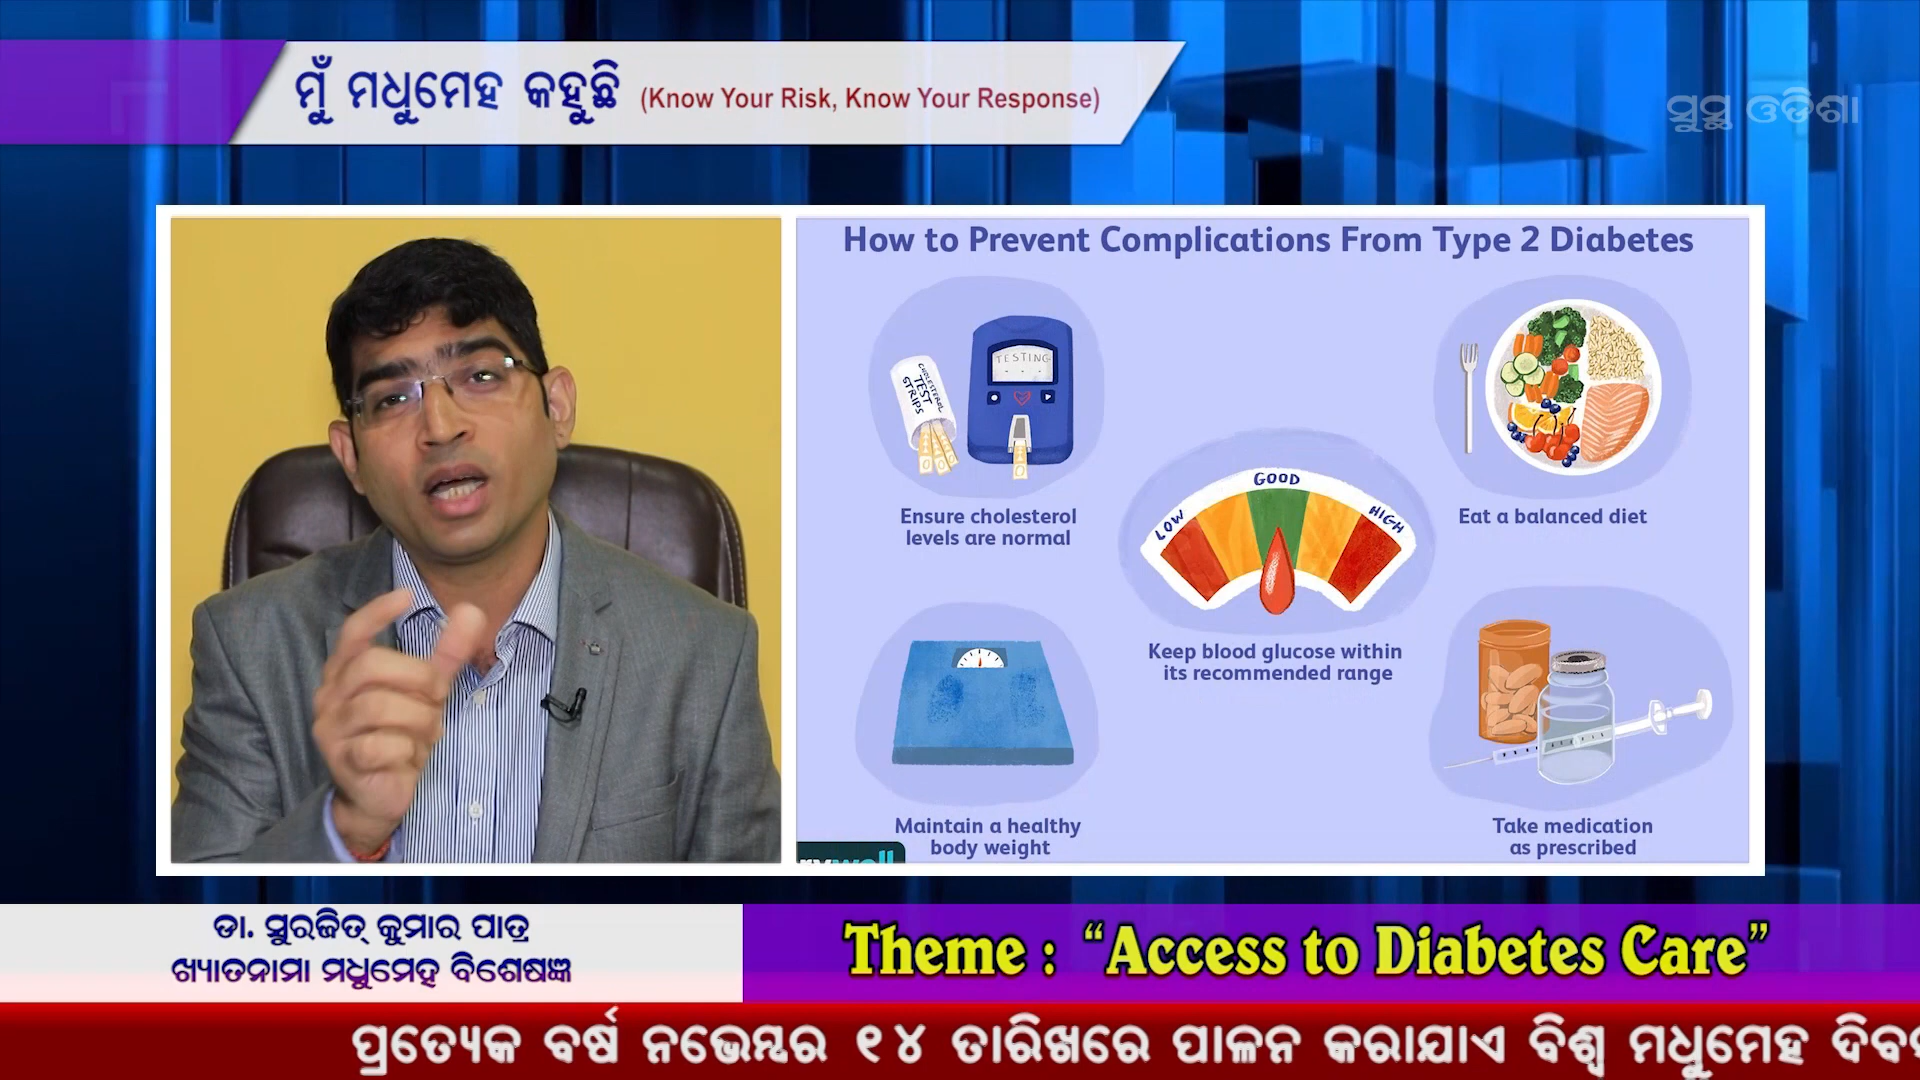 ମୁଁ ମଧୁମେହ କହୁଛି (Know Your Risk, Know Your Response)
ସୁସ୍ଥ ଓଡିଶା
How to Prevent Complications From Type 2 Diabetes
TESTING
CHOLESTEROL
TEST
STRIPS
Ensure cholesterol
levels are normal
LOW
GOOD
HIGH
Keep blood glucose within
its recommended range
Eat a balanced diet
Maintain a healthy
body weight
Take medication
as prescribed
ଡା. ସୁରଜିତ୍ କୁମାର ପାତ୍ର
ଖ୍ୟାତନାମା ମଧୁମେହ ବିଶେଷଜ୍ଞ
Theme : “Access to Diabetes Care”
ପ୍ରତ୍ୟେକ ବର୍ଷ ନଭେମ୍ବର ୧୪ ତାରିଖରେ ପାଳନ କରାଯାଏ ବିଶ୍ୱ ମଧୁମେହ